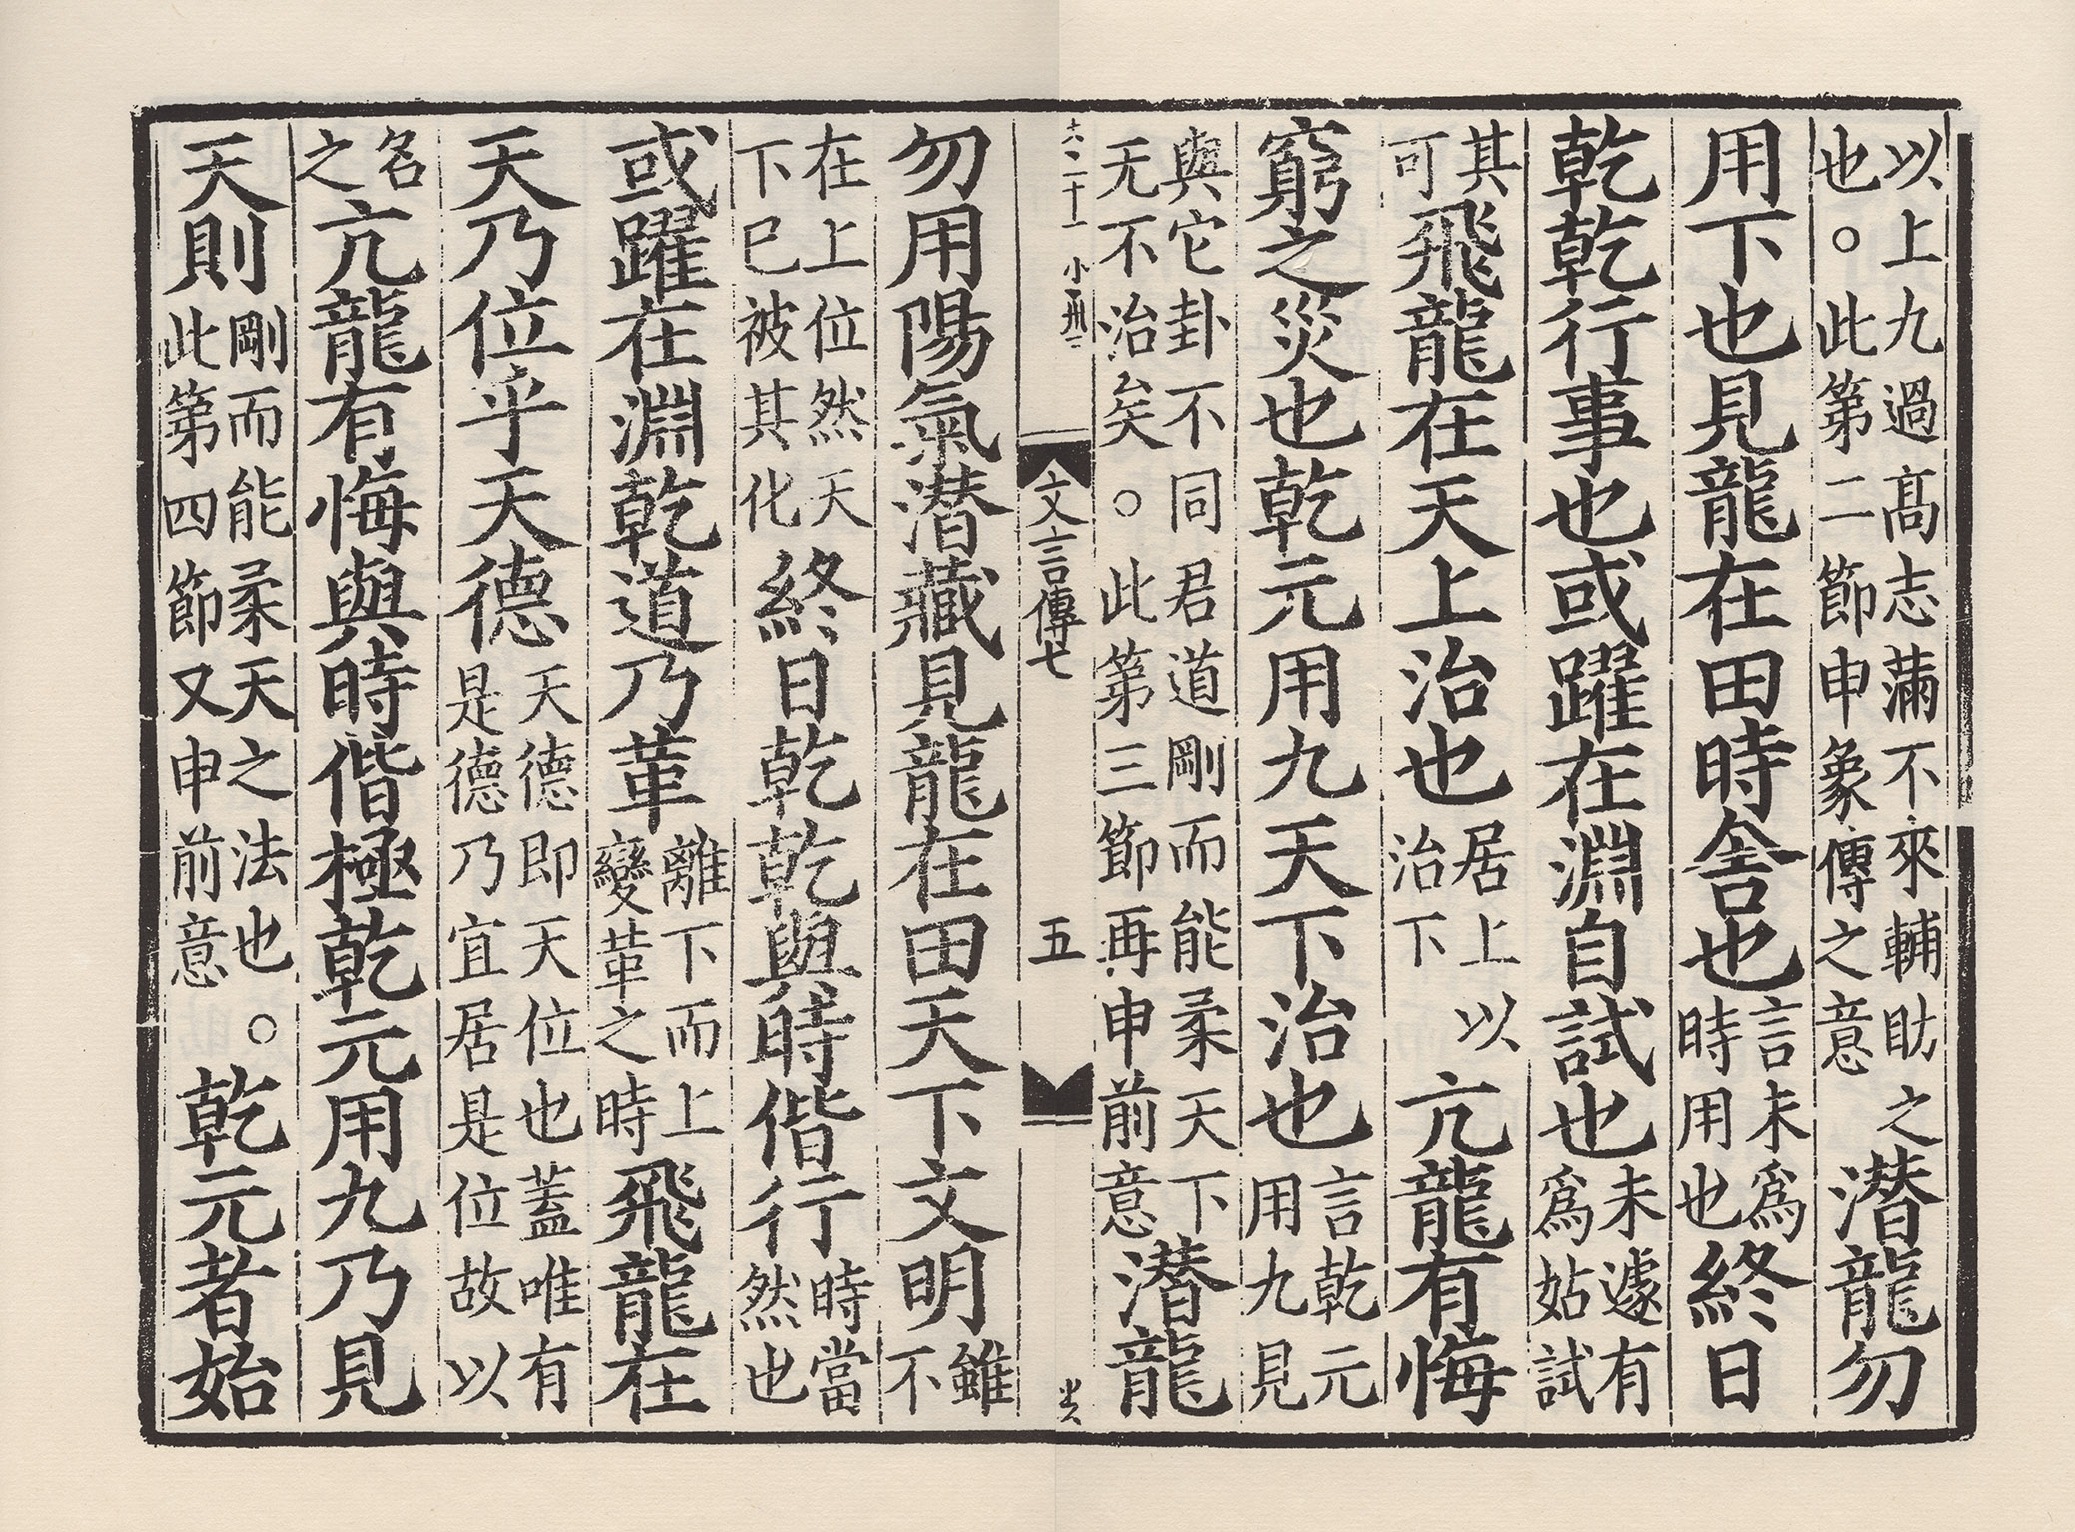 以上九過髙志滿不來輔助之
也。○此第二節申象傳之意
潜龍勿
用下也見龍在田時舍也
言未爲
時用也
終日
乾乾行事也或躍在淵自試也
未遽有
爲姑試
其
可
飛龍在天上治也
居上以
治下
亢龍有悔
窮之災也乾元用九天下治也
言乾元
用九見
與它卦不同君道剛而能柔天下
无不治矣○此第三節再申前意
潜龍
文言傳七
五
勿用陽氣潜藏見龍在田天下文明
雖
不
在上位然天
下已被其化
終日乾乾與時偕行
時當
然也
或躍在淵乾道乃革
離下而上
變革之時
飛龍在
天乃位乎天德
天德即天位也蓋唯有
是德乃宜居是位故以
名
之
亢龍有悔與時偕極乾元用九乃見
天則
剛而能柔天之法也○
此第四節又申前意
乾元者始